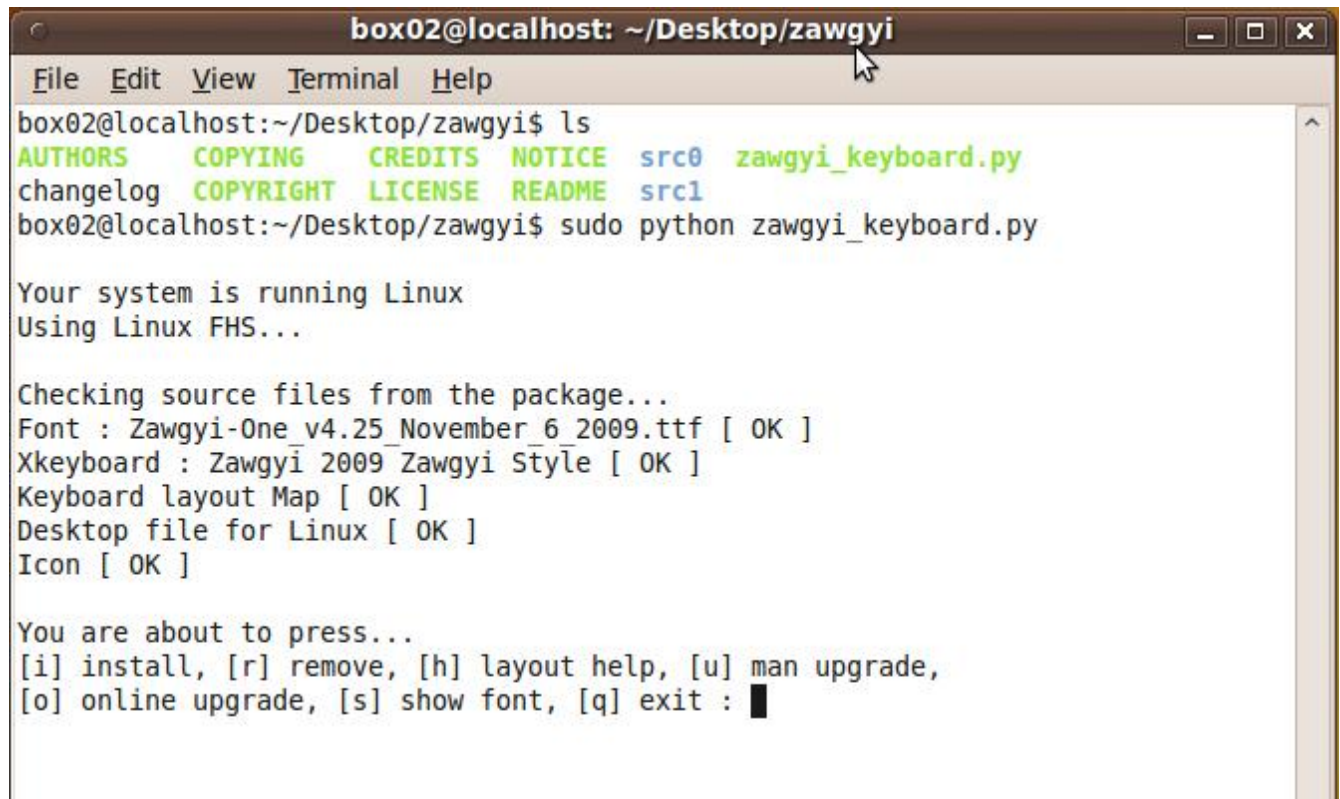 box02@localhost: ~/Desktop/zawgyi
File Edit View Terminal Help
box02@localhost:~/Desktop/zawgyi$ ls
AUTHORS COPYING CREDITS NOTICE src0 zawgyi_keyboard.py
changelog COPYRIGHT LICENSE README src1
box02@localhost:~/Desktop/zawgyi$ sudo python zawgyi_keyboard.py
Your system is running Linux
Using Linux FHS...
Checking source files from the package...
Font : Zawgyi-One_v4.25_November_6_2009.ttf [ OK ]
Xkeyboard : Zawgyi 2009 Zawgyi Style [ OK ]
Keyboard layout Map [ OK ]
Desktop file for Linux [ OK ]
Icon [ OK ]
You are about to press...
[i] install, [r] remove, [h] layout help, [u] man upgrade,
[o] online upgrade, [s] show font, [q] exit :